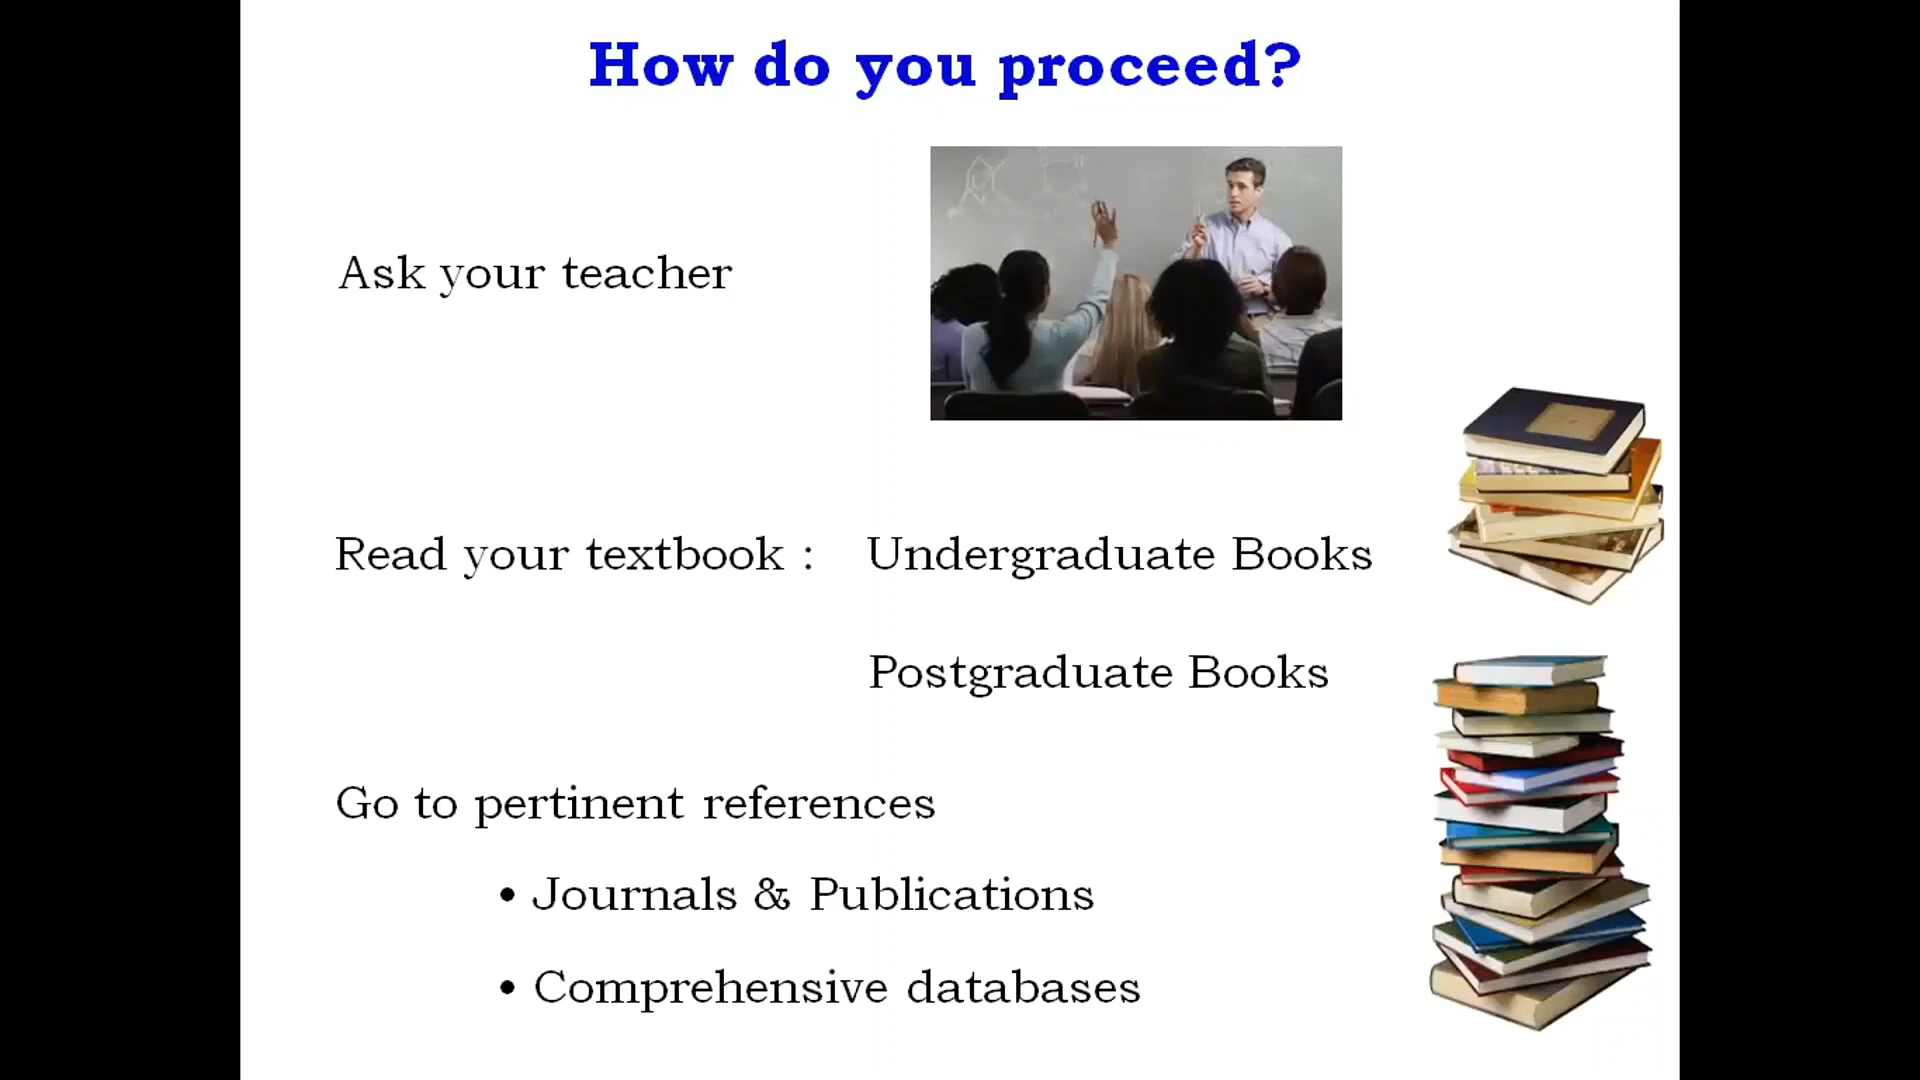 How do you proceed?
Ask your teacher
Read your textbook : Undergraduate Books
Postgraduate Books
Go to pertinent references
• Journals & Publications
• Comprehensive databases